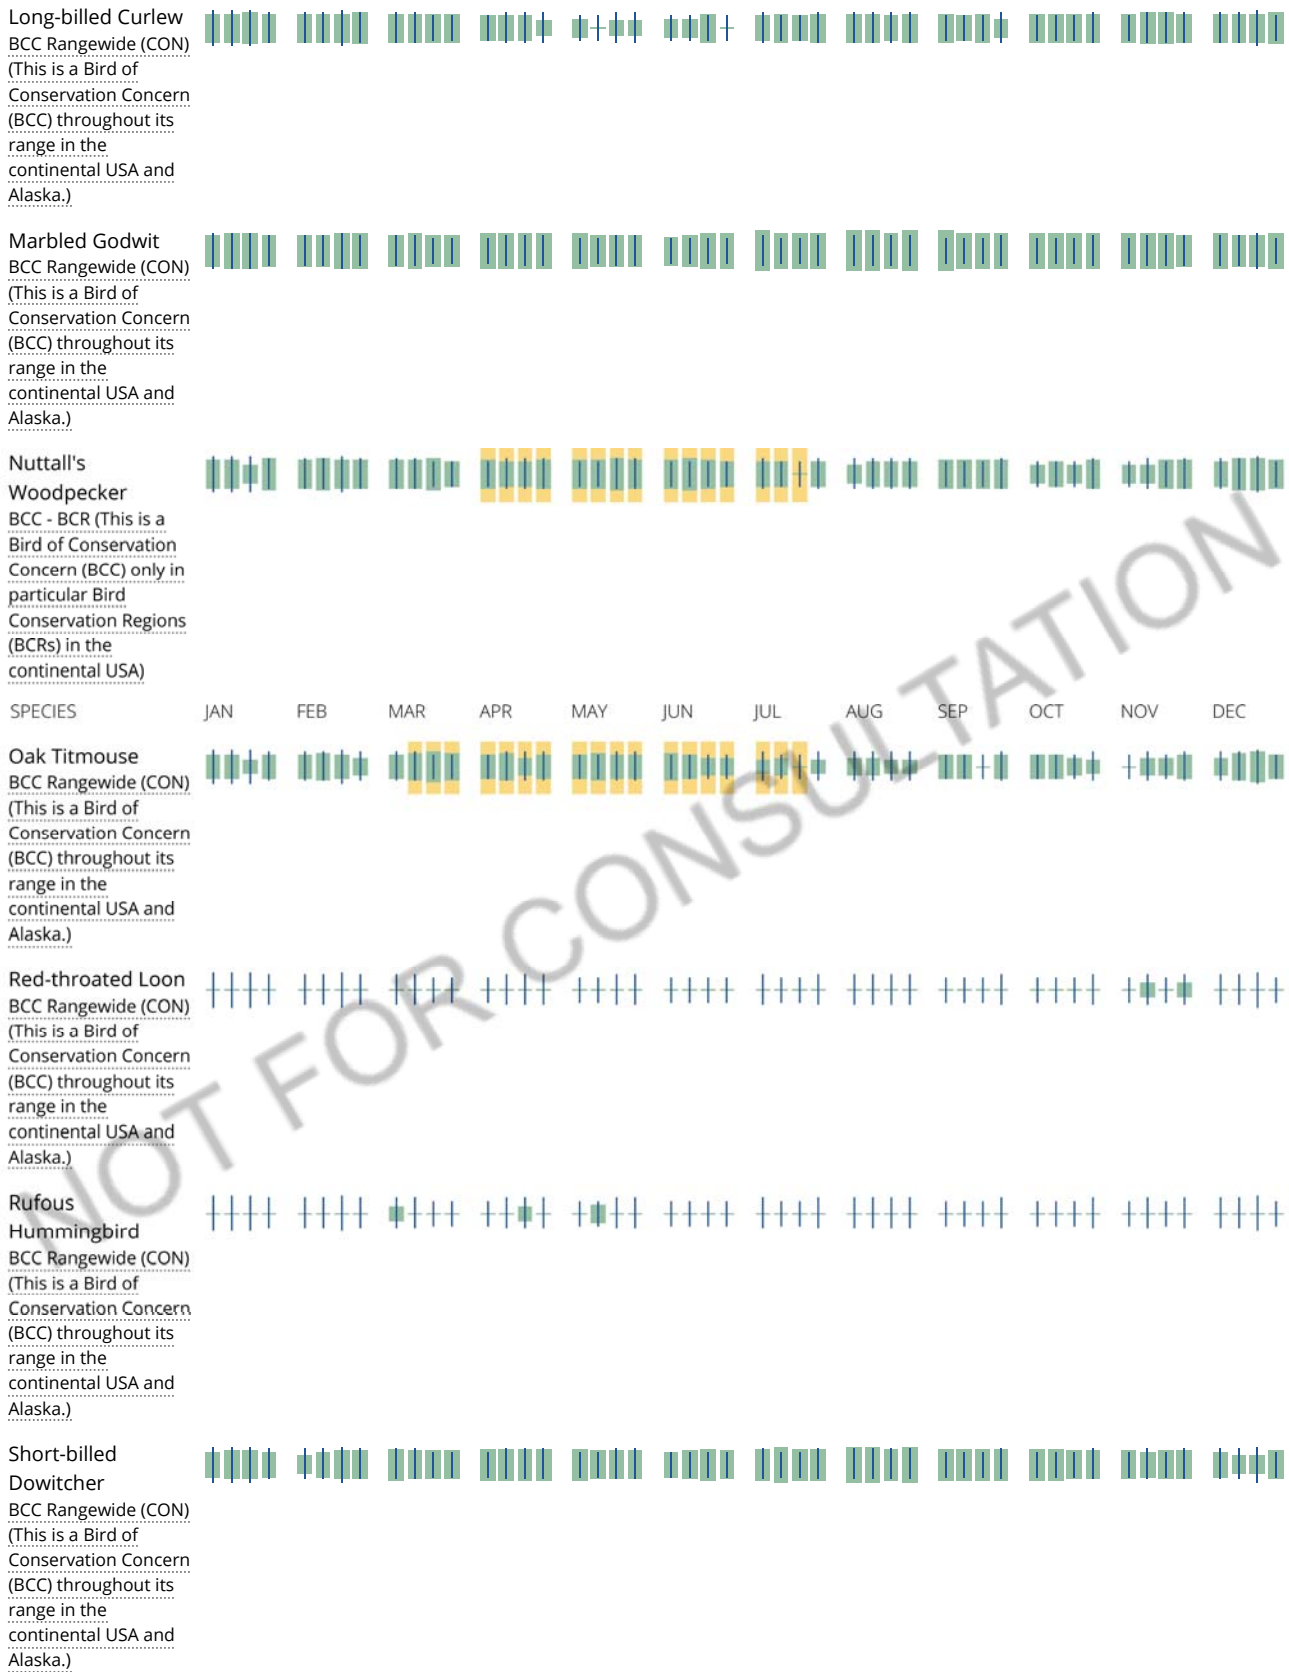 Long-billed Curlew
BCC Rangewide (CON)
(This is a Bird of
Conservation Concern
(BCC) throughout its
range in the
continental USA and
Alaska.)
Marbled Godwit
BCC Rangewide (CON)
(This is a Bird of
Conservation Concern
(BCC) throughout its
range in the
continental USA and
Alaska.)
Nuttall's
Woodpecker
BCC - BCR (This is a
Bird of Conservation
Concern (BCC) only in
particular Bird
Conservation Regions
(BCRs) in the
continental USA)
SPECIES JAN FEB MAR APR MAY JUN JUL AUG SEP OCT NOV DEC
Oak Titmouse
BCC Rangewide (CON)
(This is a Bird of
Conservation Concern
(BCC) throughout its
range in the
continental USA and
Alaska.)
Red-throated Loon
BCC Rangewide (CON)
(This is a Bird of
Conservation Concern
(BCC) throughout its
range in the
continental USA and
Alaska.)
Rufous
Hummingbird
BCC Rangewide (CON)
(This is a Bird of
Conservation Concern
(BCC) throughout its
range in the
continental USA and
Alaska.)
Short-billed
Dowitcher
BCC Rangewide (CON)
(This is a Bird of
Conservation Concern
(BCC) throughout its
range in the
continental USA and
Alaska.)
NOT FOR CONSULTATION